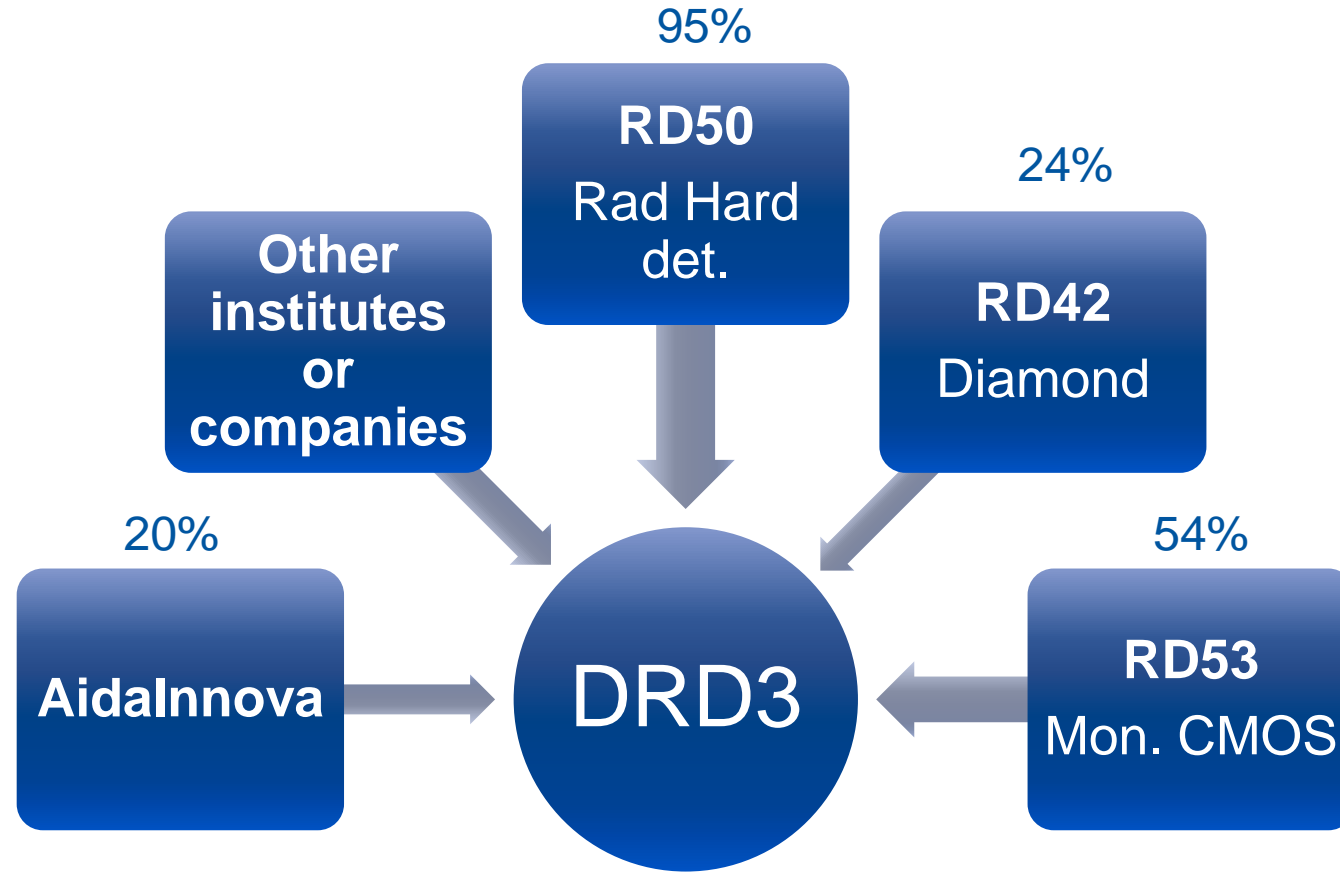 95%
RD50
Rad Hard
det.
24%
Other
institutes
or
companies
RD42
Diamond
20%
54%
AidaInnova
DRD3
RD53
Mon. CMOS